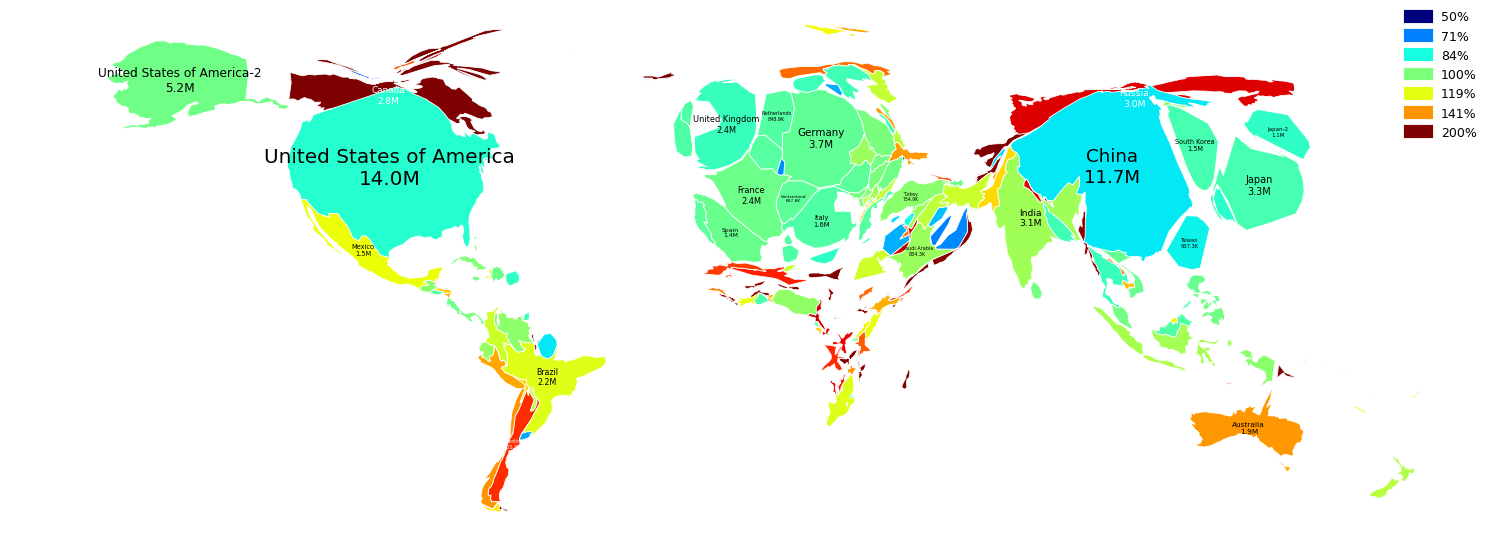 50%
71%
84%
100%
119%
141%
200%
United States of America-2
5.2M
Canada
2.8M
Russia
3.0M
United Kingdom
2.4M
Netherlands
848.9K
Germany
3.7M
South Korea
1.5M
Japan-2
1.1M
United States of America
14.0M
China
11.7M
France
2.4M
Switzerland
667.8K
Turkey
754.9K
Japan
3.3M
India
3.1M
Spain
1.4M
Italy
1.6M
Mexico
1.5M
Saudi Arabia
834.3K
Taiwan
937.3K
Brazil
2.2M
Australia
1.9M